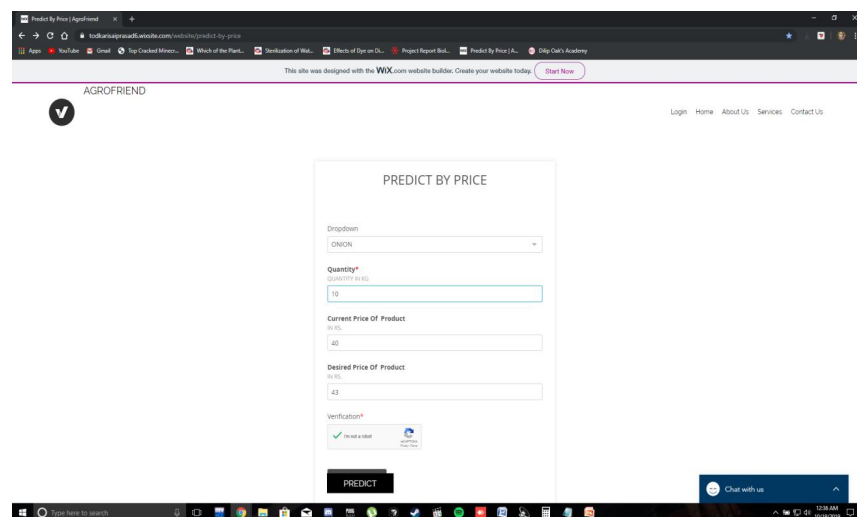 Predict By Price | AgroFriend
todkarisaiprasad6.wixsite.com/website/predict-by-price
Apps YouTube Gmail Top Cracked Minecr... Which of the Plant... Sterilization of Wat... Effects of Dye on Di... Project Report Biol... Predict By Price | A... Dilip Oak's Academy
This site was designed with the WiX.com website builder. Create your website today. Start Now
AGROFRIEND
Login Home About Us Services Contact Us
PREDICT BY PRICE
Dropdown
ONION
Quantity*
QUANTITY IN KG
10
Current Price Of Product
IN RS.
40
Desired Price Of Product
IN RS.
43
Verification*
I'm not a robot
reCAPTCHA
PREDICT
Chat with us
Type here to search
12:36 AM
10/16/2019